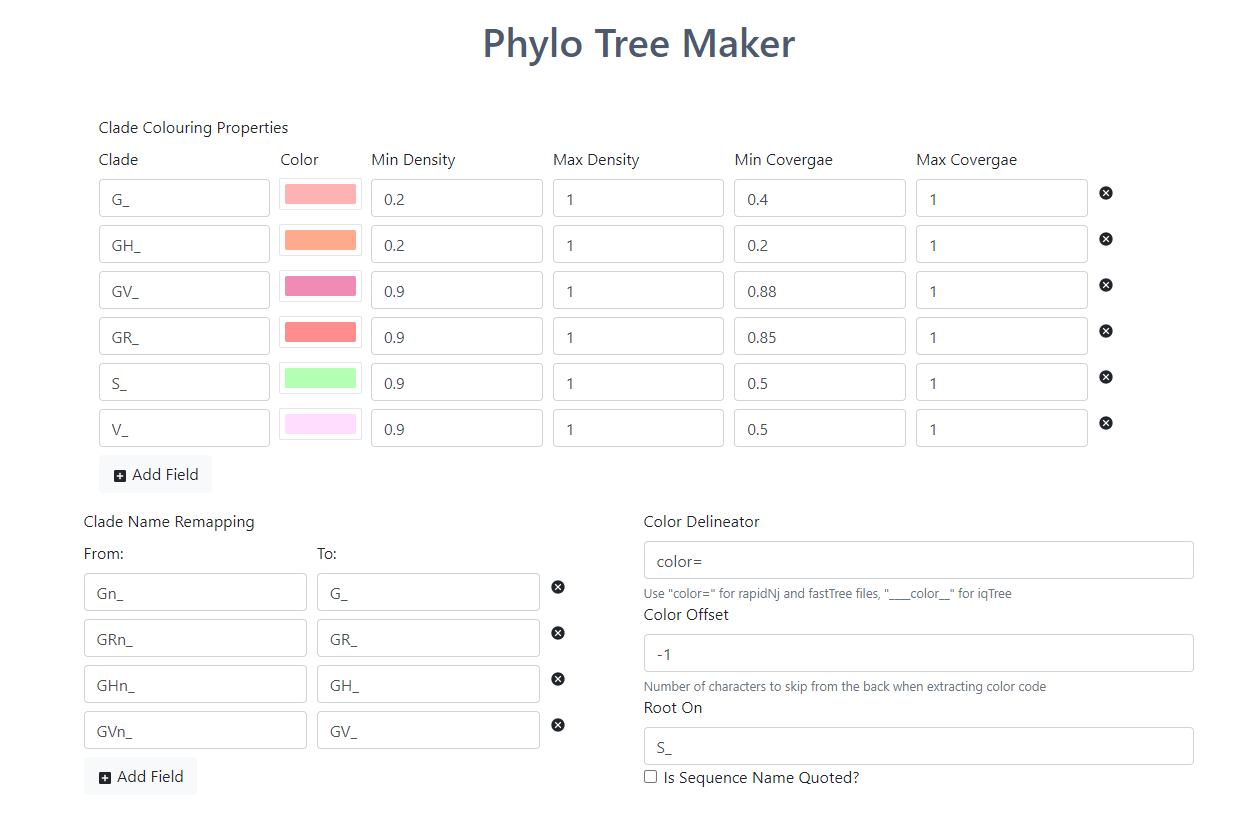 Phylo Tree Maker
Clade Colouring Properties
Clade Color Min Density Max Density Min Covergae Max Covergae
G_ 0.2 1 0.4 1
GH_ 0.2 1 0.2 1
GV_ 0.9 1 0.88 1
GR_ 0.9 1 0.85 1
S_ 0.9 1 0.5 1
V_ 0.9 1 0.5 1
Add Field
Clade Name Remapping
From: To:
Gn_ G_
GRn_ GR_
GHn_ GH_
GVn_ GV_
Add Field
Color Delineator
color=
Use "color=" for rapidNj and fastTree files, "____color__" for iqTree
Color Offset
-1
Number of characters to skip from the back when extracting color code
Root On
S_
Is Sequence Name Quoted?